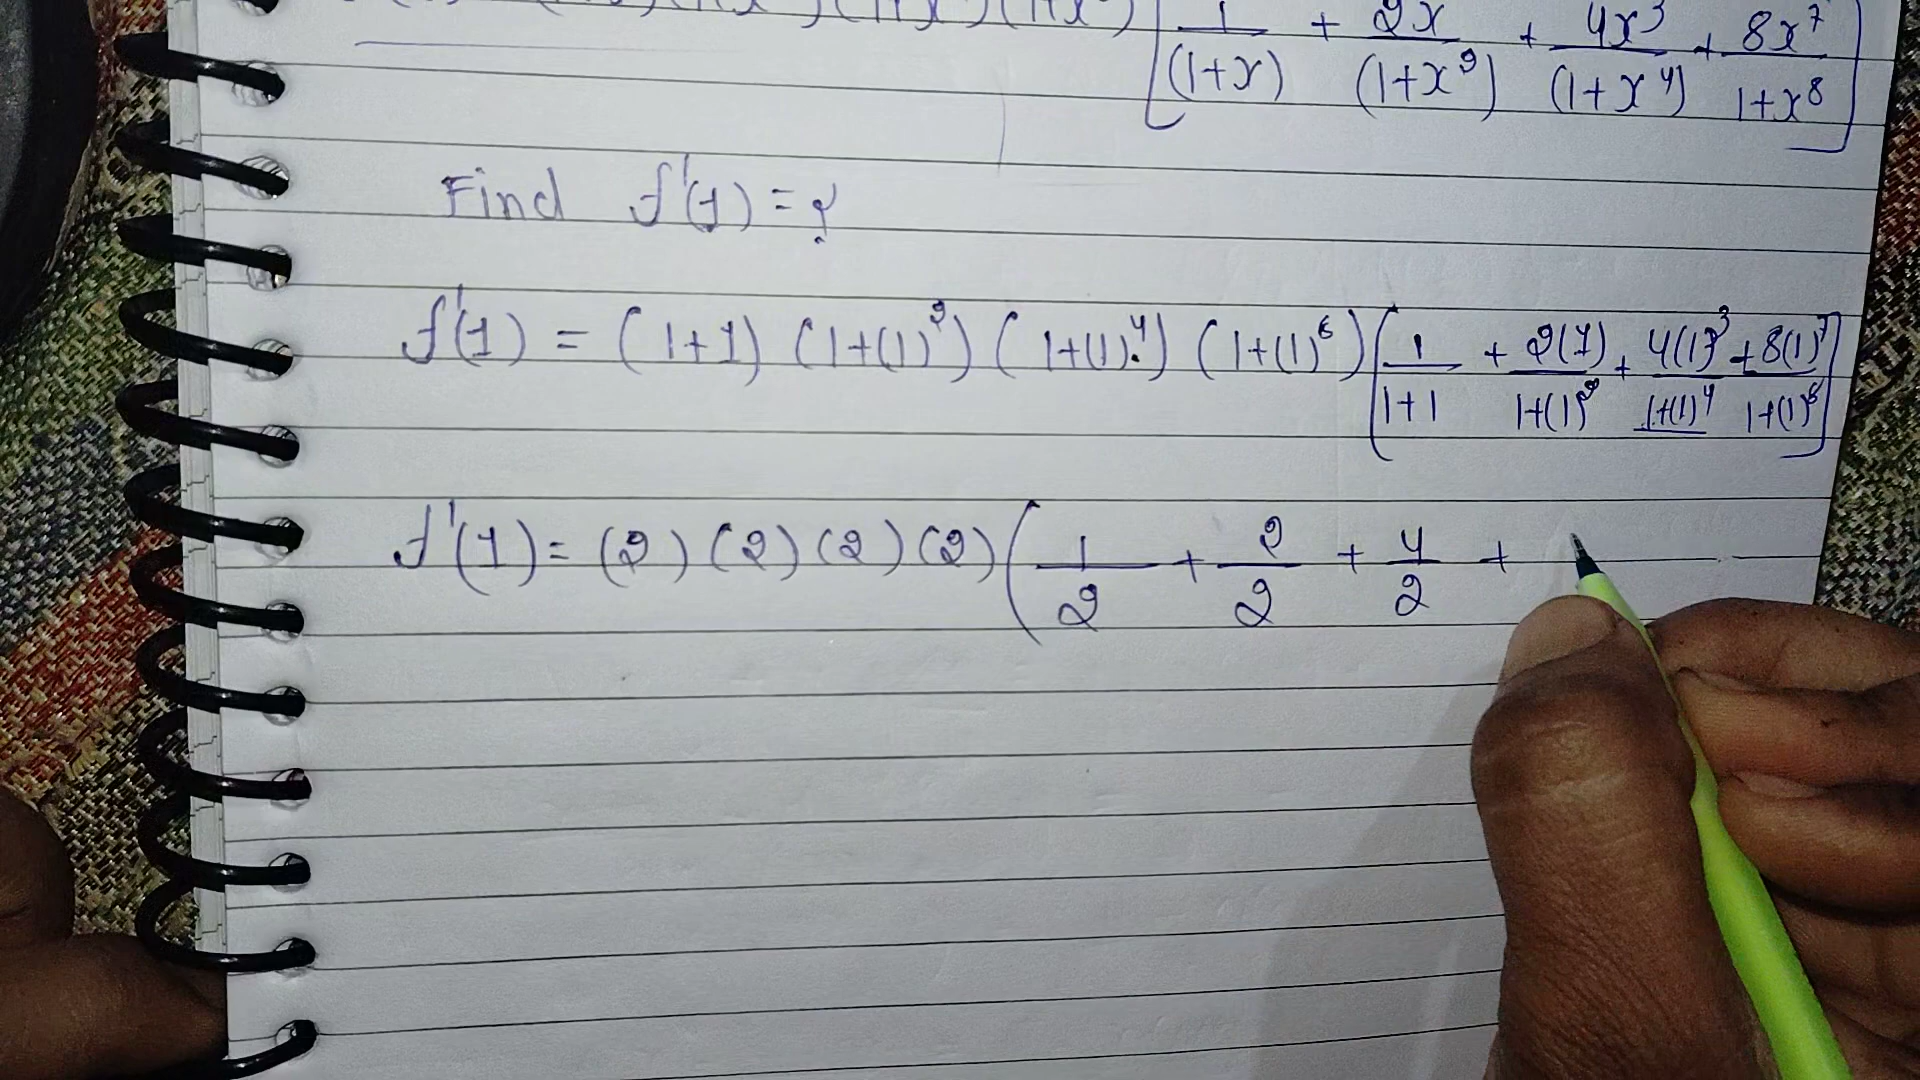 [1/(1+x) + 2x/(1+x²) + 4x³/(1+x⁴) + 8x⁷/1+x⁸]
Find f'(1) = ?
f'(1) = (1+1) (1+(1)²) (1+(1)⁴) (1+(1)⁸) [1/1+1 + 2(1)/1+(1)² + 4(1)³/1+(1)⁴ + 8(1)⁷/1+(1)⁸]
f'(1) = (2) (2) (2) (2) (1/2 + 2/2 + 4/2 +